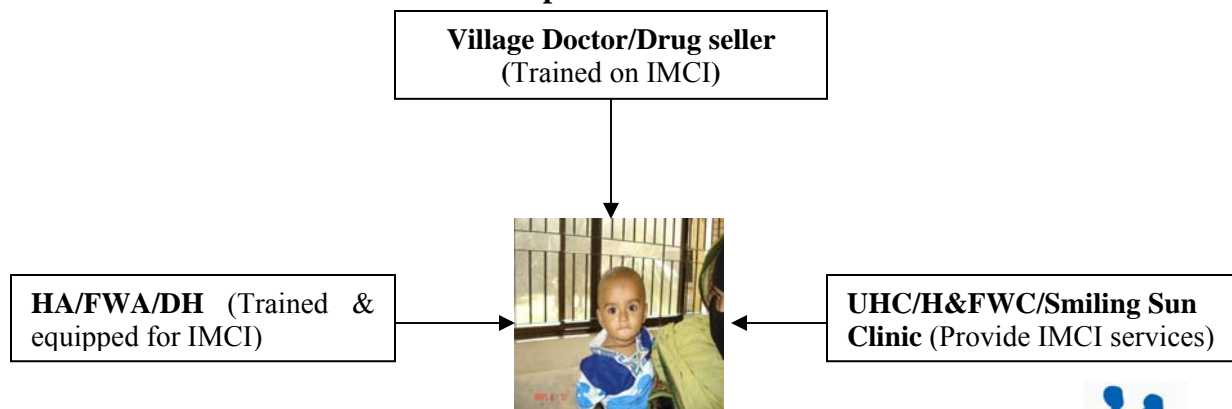 Village Doctor/Drug seller
(Trained on IMCI)
HA/FWA/DH (Trained &
equipped for IMCI)
UHC/H&FWC/Smiling Sun
Clinic (Provide IMCI services)